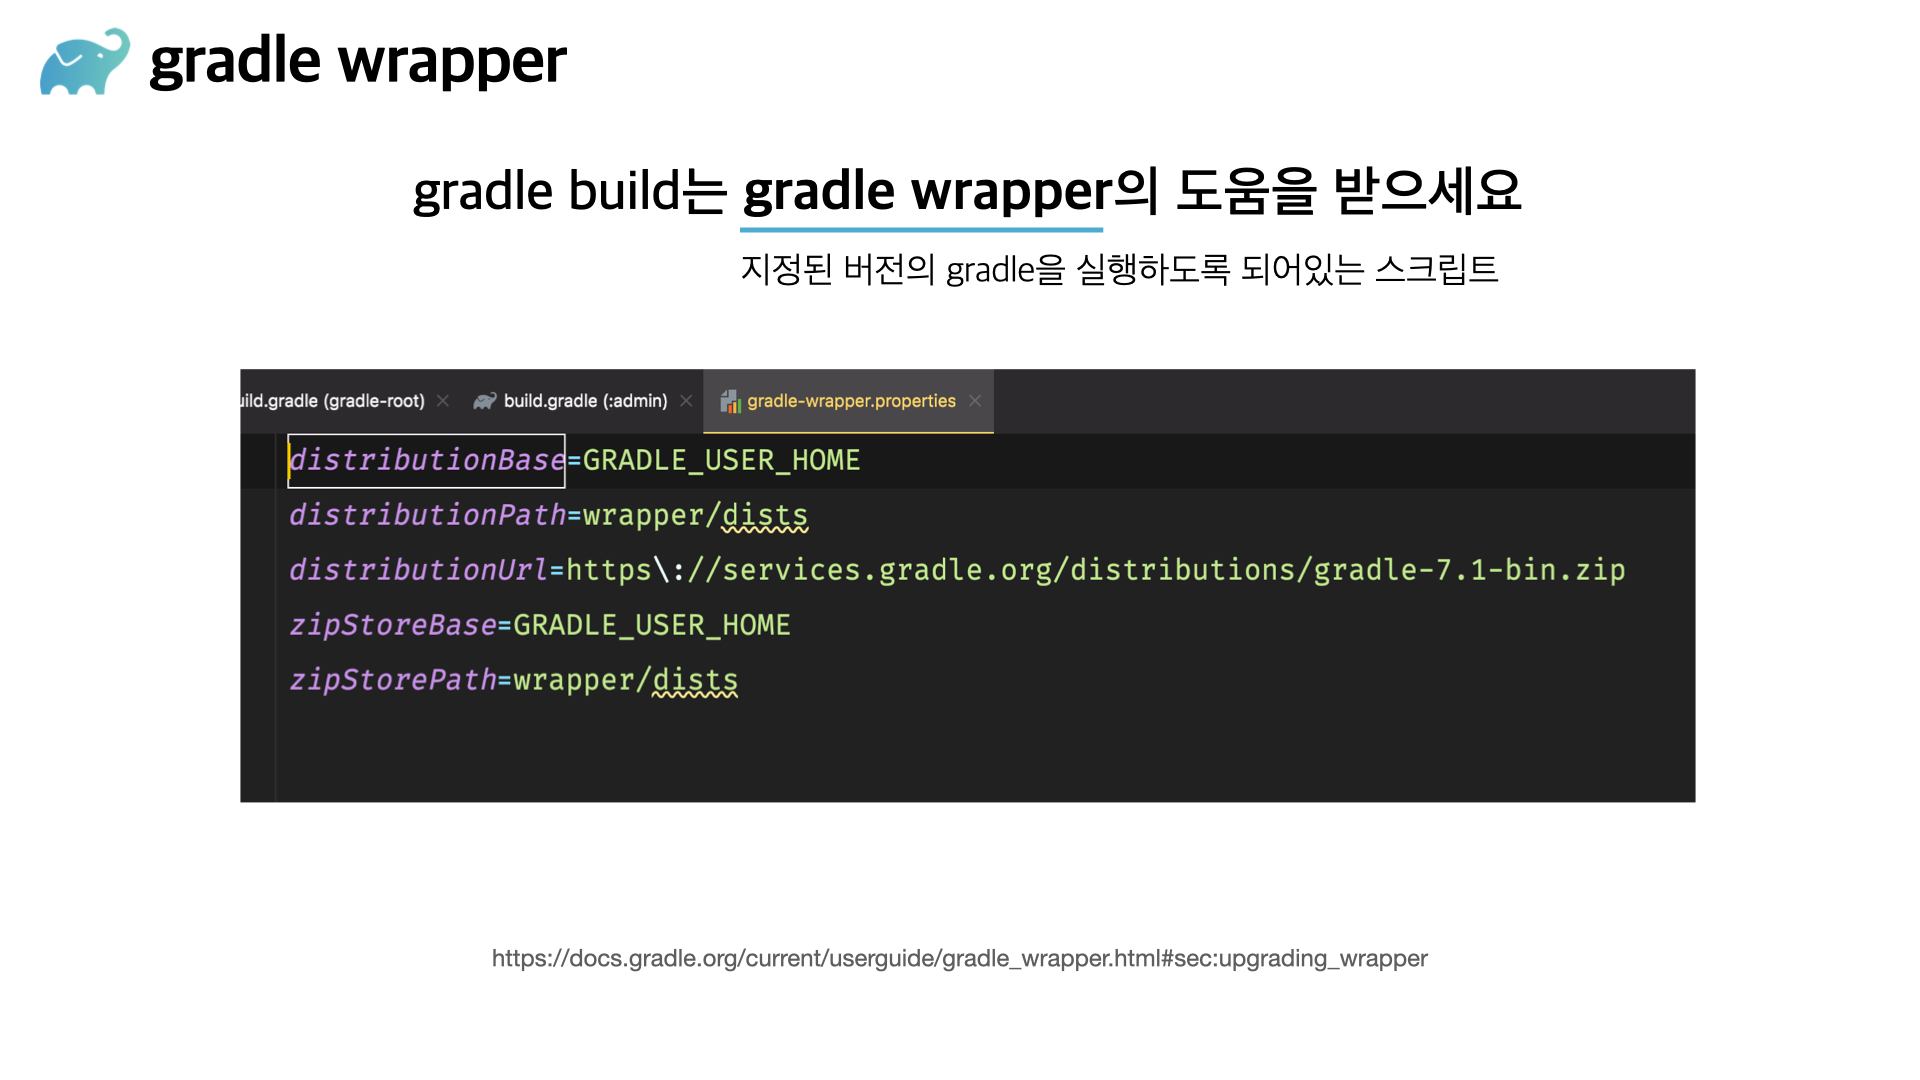 gradle wrapper
gradle build는 gradle wrapper의 도움을 받으세요
지정된 버전의 gradle을 실행하도록 되어있는 스크립트
uild.gradle (gradle-root) build.gradle (:admin) gradle-wrapper.properties
distributionBase=GRADLE_USER_HOME
distributionPath=wrapper/dists
distributionUrl=https\://services.gradle.org/distributions/gradle-7.1-bin.zip
zipStoreBase=GRADLE_USER_HOME
zipStorePath=wrapper/dists
https://docs.gradle.org/current/userguide/gradle_wrapper.html#sec:upgrading_wrapper